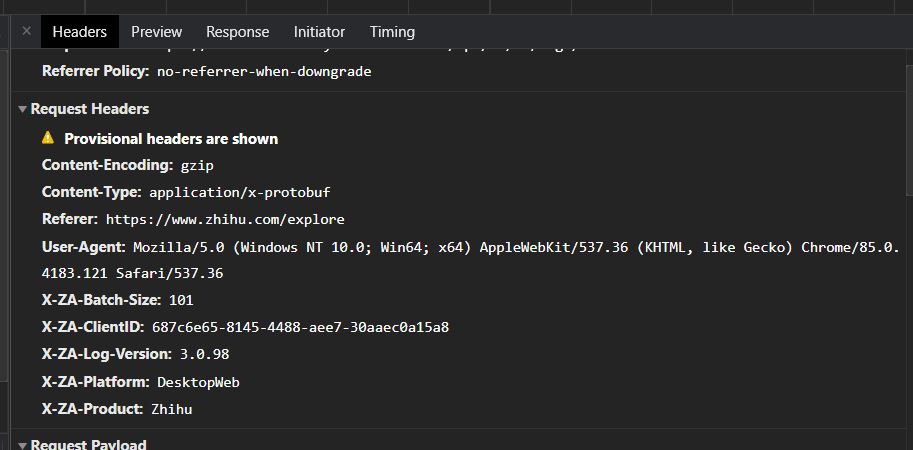 Headers Preview Response Initiator Timing
Referrer Policy: no-referrer-when-downgrade
Request Headers
Provisional headers are shown
Content-Encoding: gzip
Content-Type: application/x-protobuf
Referer: https://www.zhihu.com/explore
User-Agent: Mozilla/5.0 (Windows NT 10.0; Win64; x64) AppleWebKit/537.36 (KHTML, like Gecko) Chrome/85.0.
4183.121 Safari/537.36
X-ZA-Batch-Size: 101
X-ZA-ClientID: 687c6e65-8145-4488-aee7-30aaec0a15a8
X-ZA-Log-Version: 3.0.98
X-ZA-Platform: DesktopWeb
X-ZA-Product: Zhihu
Request Payload